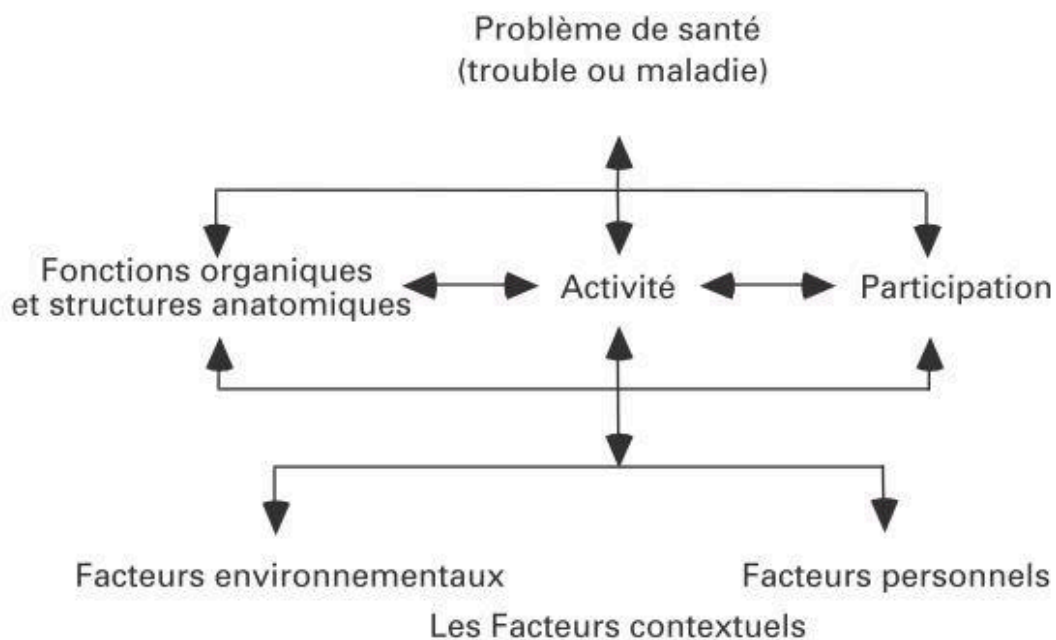 Problème de santé
(trouble ou maladie)
Fonctions organiques
et structures anatomiques
Activité
Participation
Facteurs environnementaux
Facteurs personnels
Les Facteurs contextuels